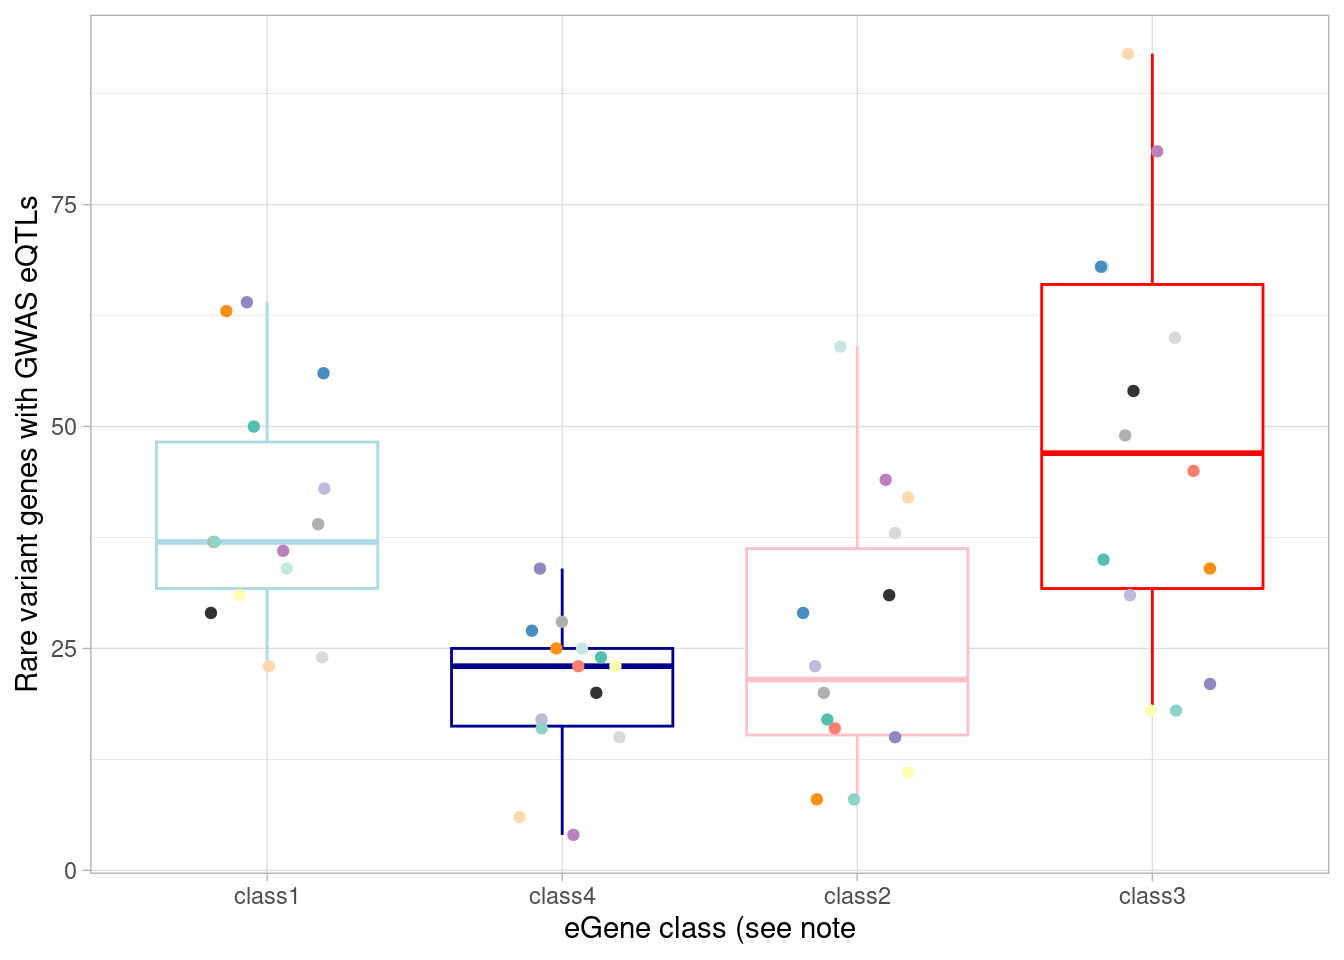 Rare variant genes with GWAS eQTLs
75
50
25
0
class1
class4
class2
class3
eGene class (see note